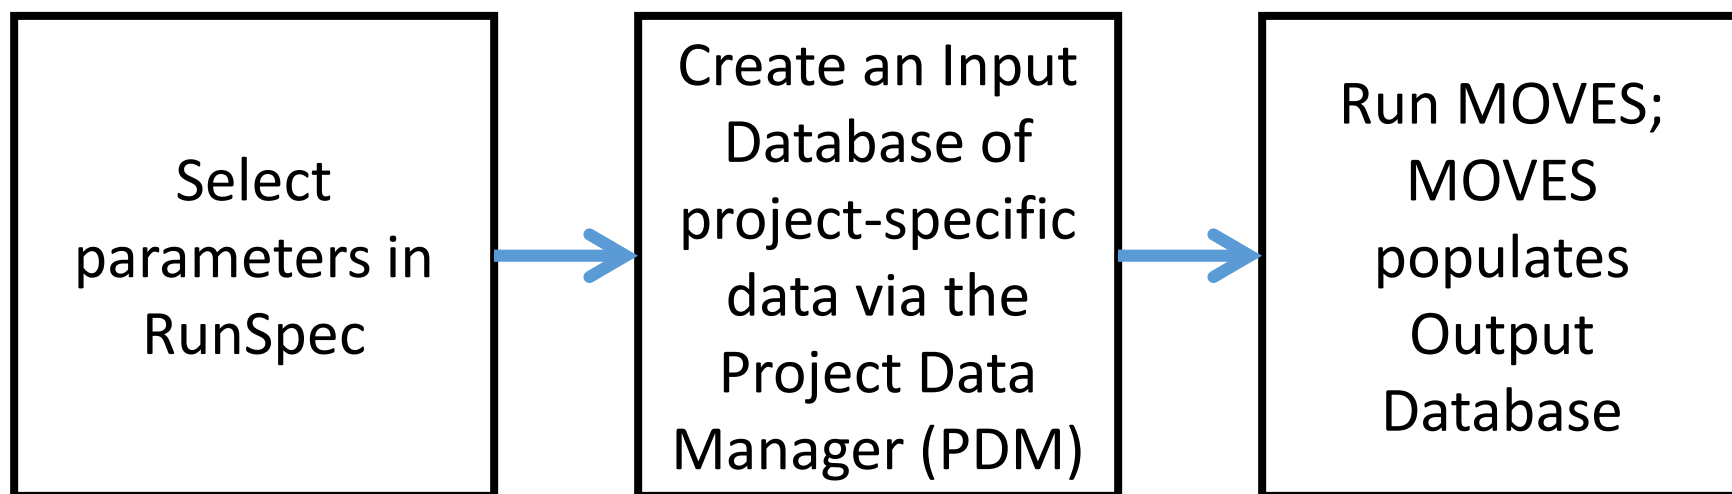 Select
parameters in
RunSpec
Create an Input
Database of
project-specific
data via the
Project Data
Manager (PDM)
Run MOVES;
MOVES
populates
Output
Database